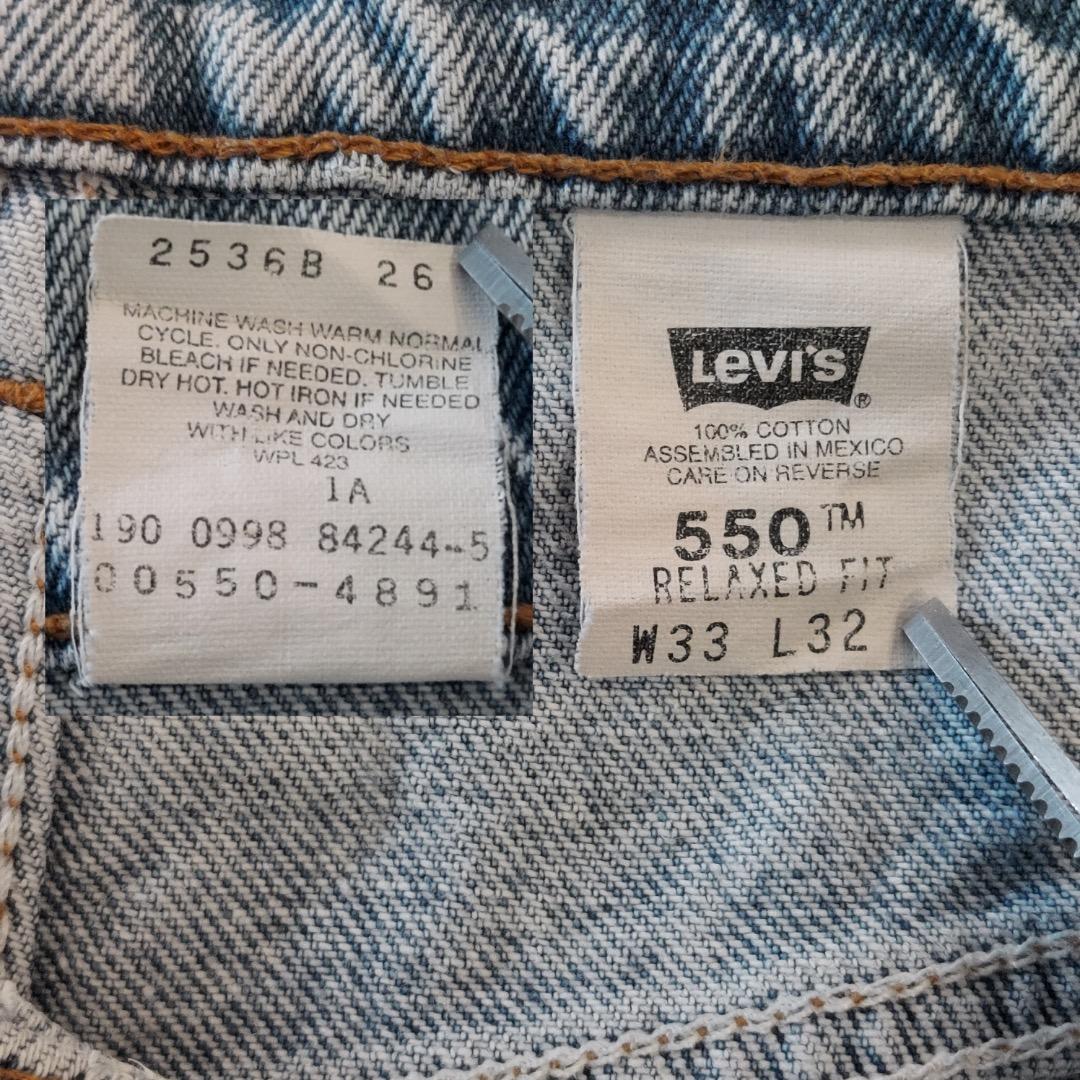 2536B 26
MACHINE WASH WARM NORMAL
CYCLE. ONLY NON-CHLORINE
BLEACH IF NEEDED. TUMBLE
DRY HOT. HOT IRON IF NEEDED
WASH AND DRY
WITH LIKE COLORS
WPL 423
1A
190 0998 84244-5
00550-4891
LEVI'S®
100% COTTON
ASSEMBLED IN MEXICO
CARE ON REVERSE
550™
RELAXED FIT
W33 L32